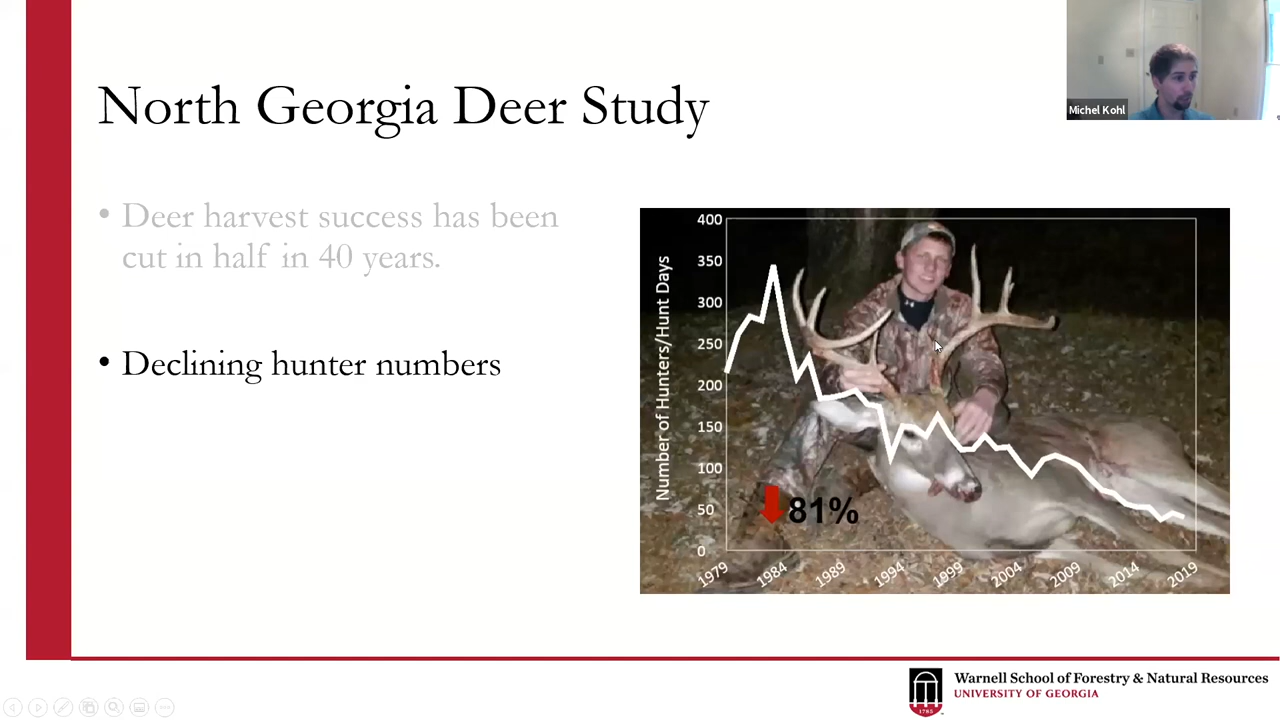 North Georgia Deer Study
Michel Kohl
• Deer harvest success has been
cut in half in 40 years.
• Declining hunter numbers
Number of Hunters/Hunt Days
400
350
300
250
200
150
100
50
0
81%
1979
1984
1989
1994
1999
2004
2009
2014
2019
1785
Warnell School of Forestry & Natural Resources
UNIVERSITY OF GEORGIA